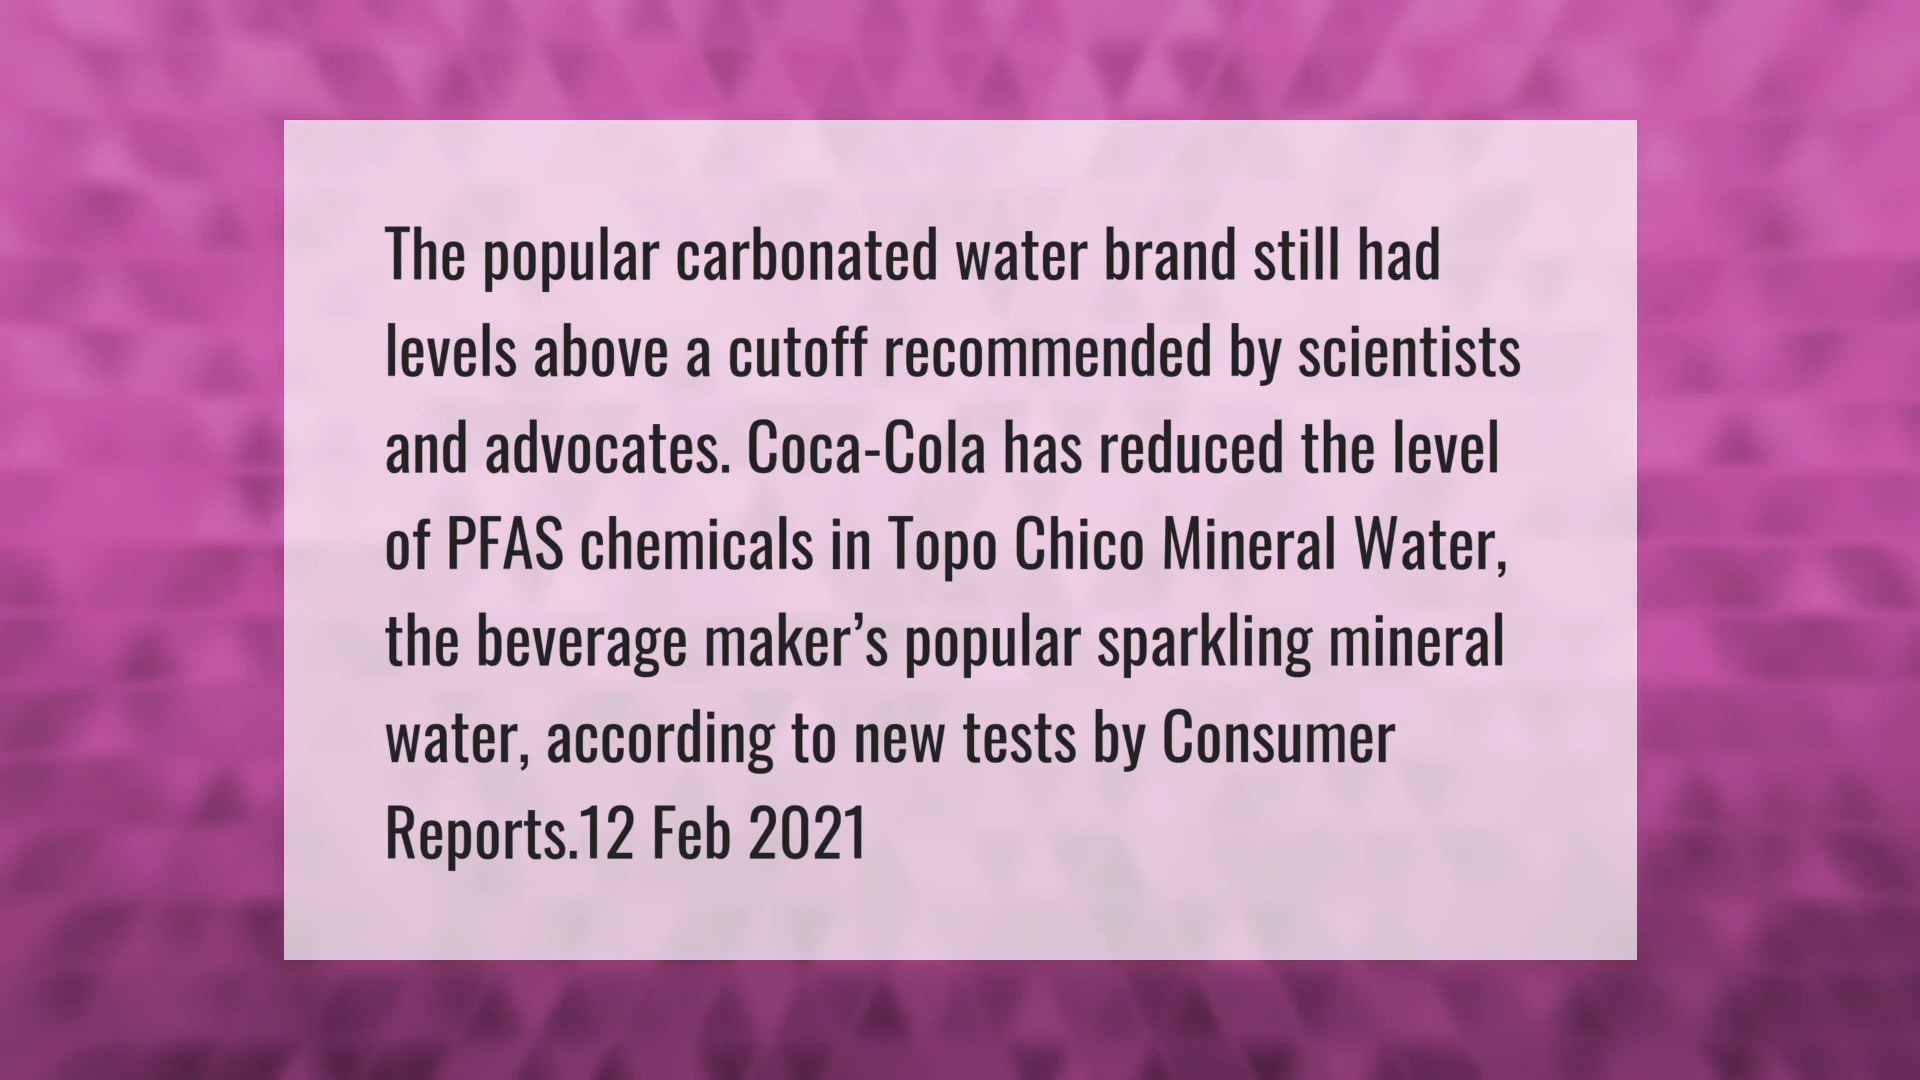 The popular carbonated water brand still had
levels above a cutoff recommended by scientists
and advocates. Coca-Cola has reduced the level
of PFAS chemicals in Topo Chico Mineral Water,
the beverage maker’s popular sparkling mineral
water, according to new tests by Consumer
Reports.12 Feb 2021